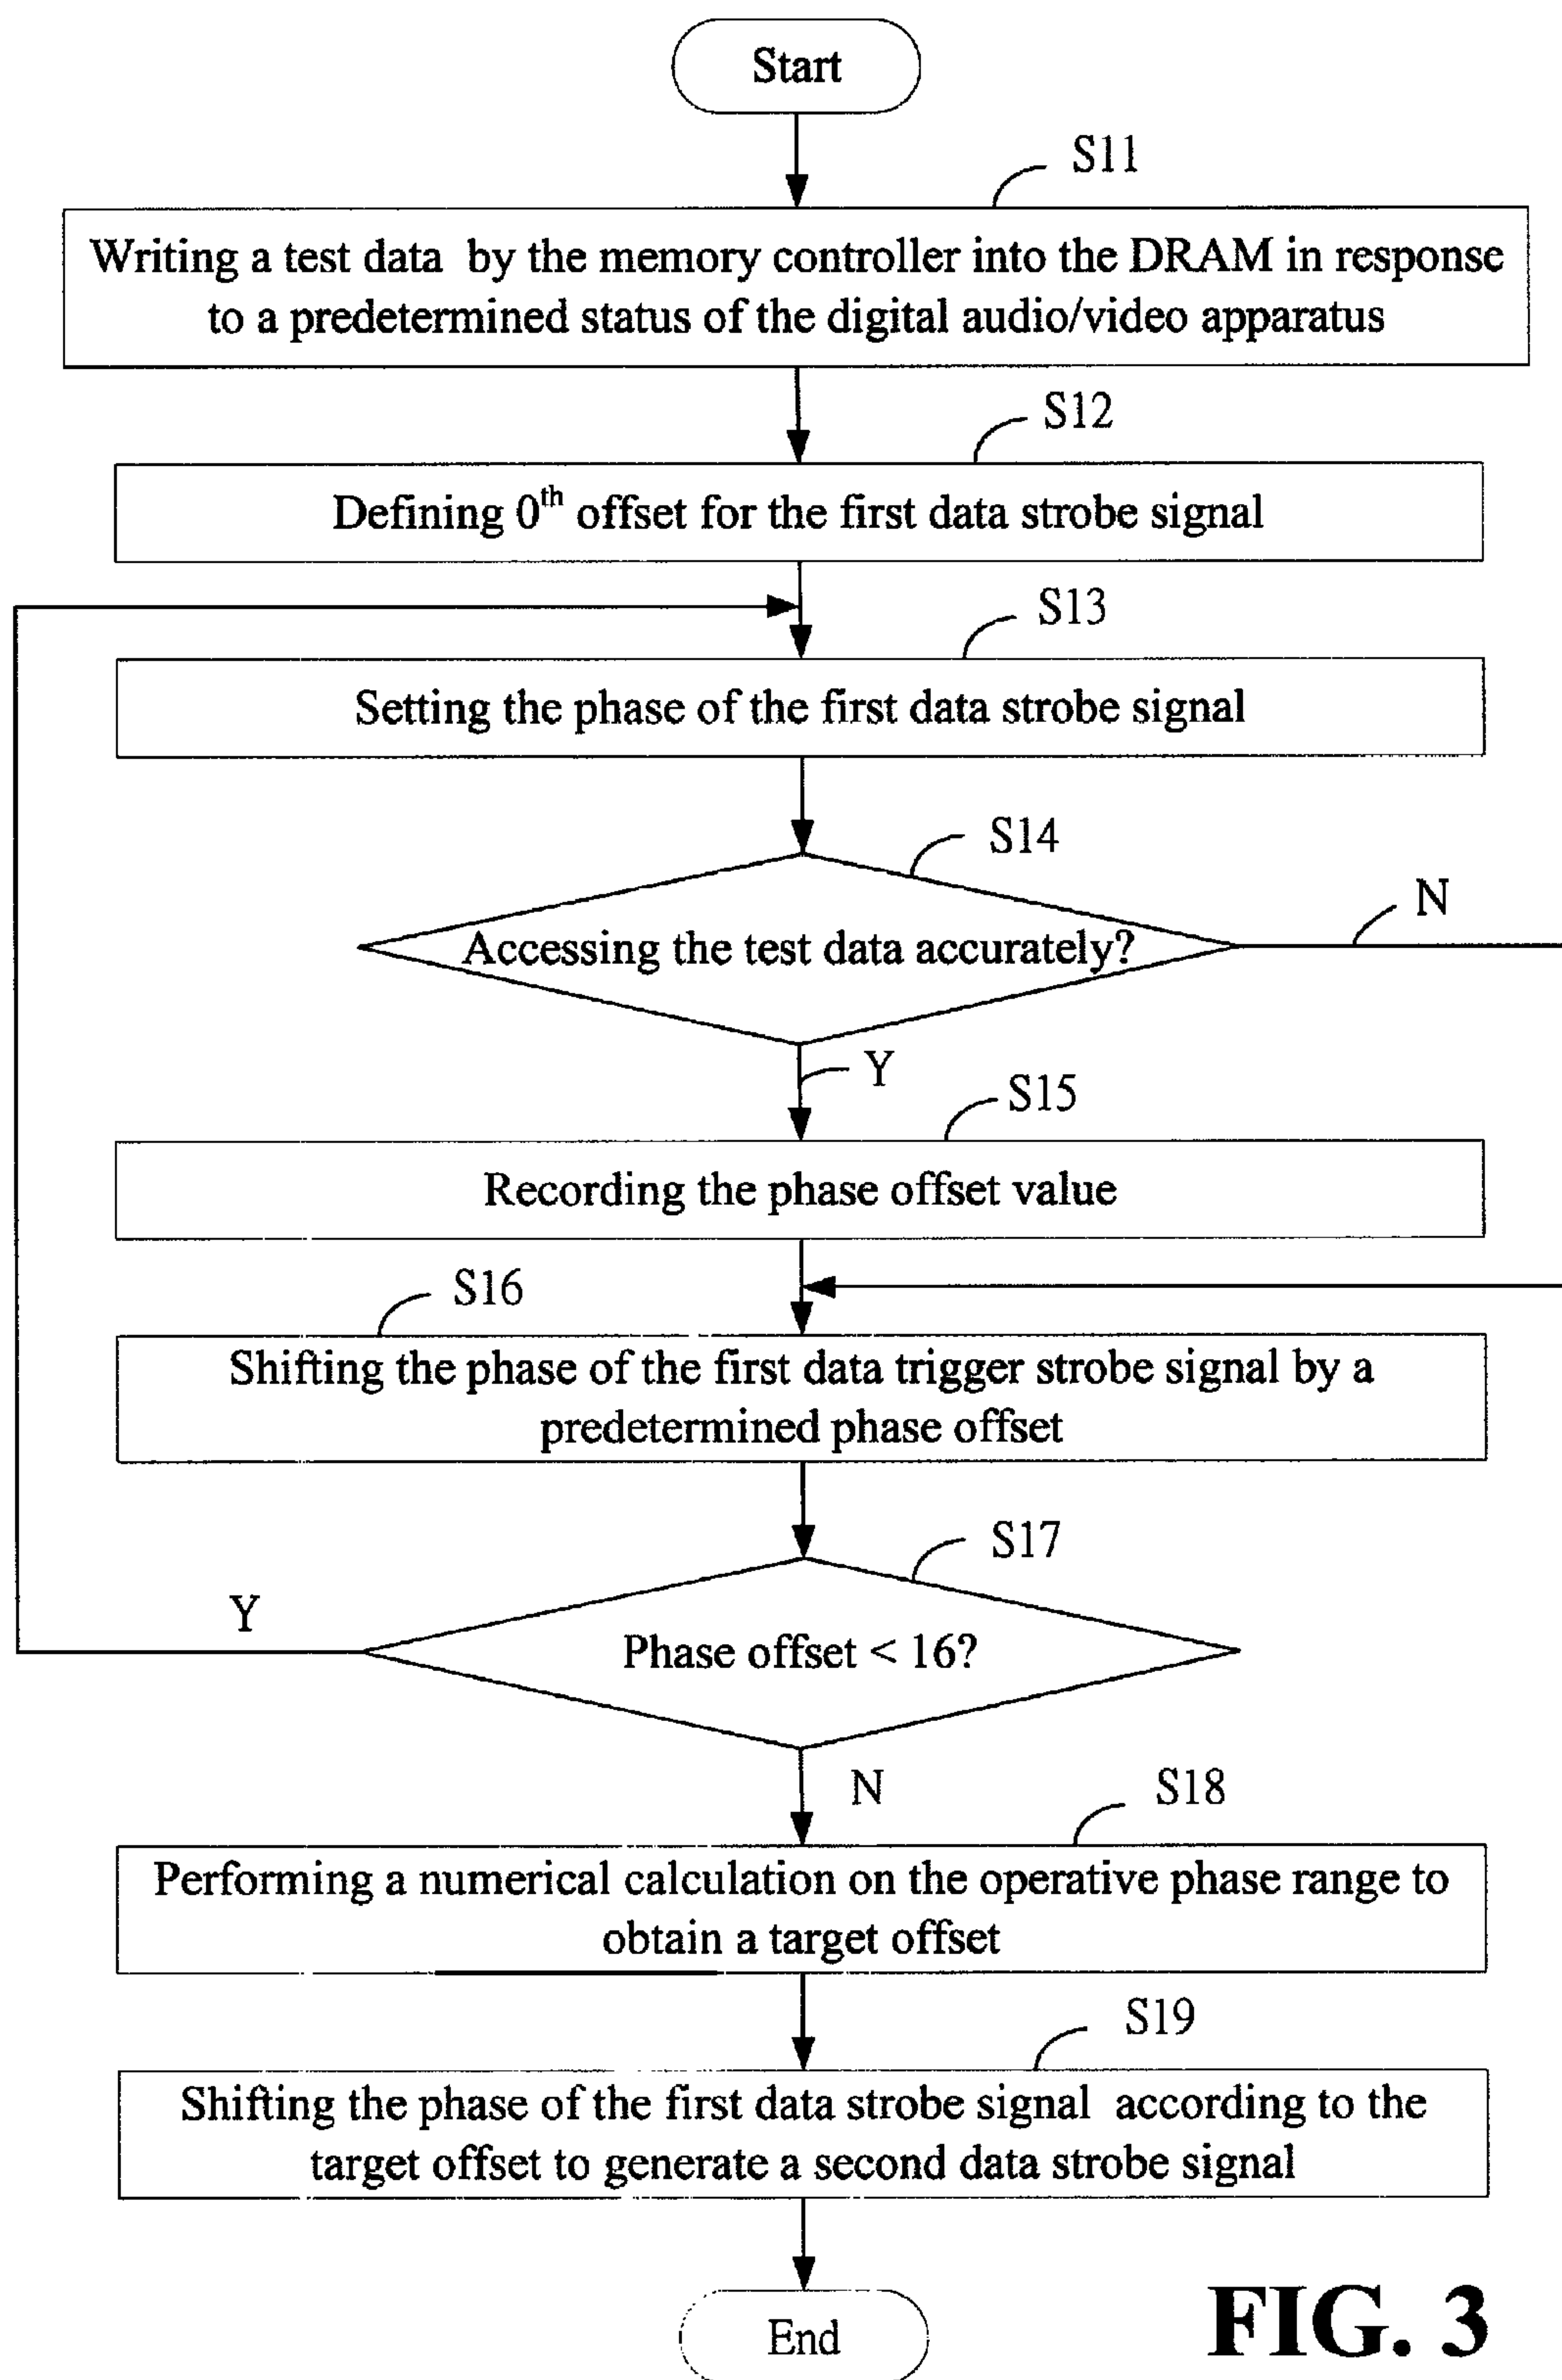 Start
S11
Writing a test data by the memory controller into the DRAM in response
to a predetermined status of the digital audio/video apparatus
S12
Defining 0th offset for the first data strobe signal
S13
Setting the phase of the first data strobe signal
S14
N
Accessing the test data accurately?
Y
S15
Recording the phase offset value
S16
Shifting the phase of the first data trigger strobe signal by a
predetermined phase offset
S17
Y
Phase offset < 16?
N
S18
Performing a numerical calculation on the operative phase range to
obtain a target offset
S19
Shifting the phase of the first data strobe signal according to the
target offset to generate a second data strobe signal
End
FIG. 3